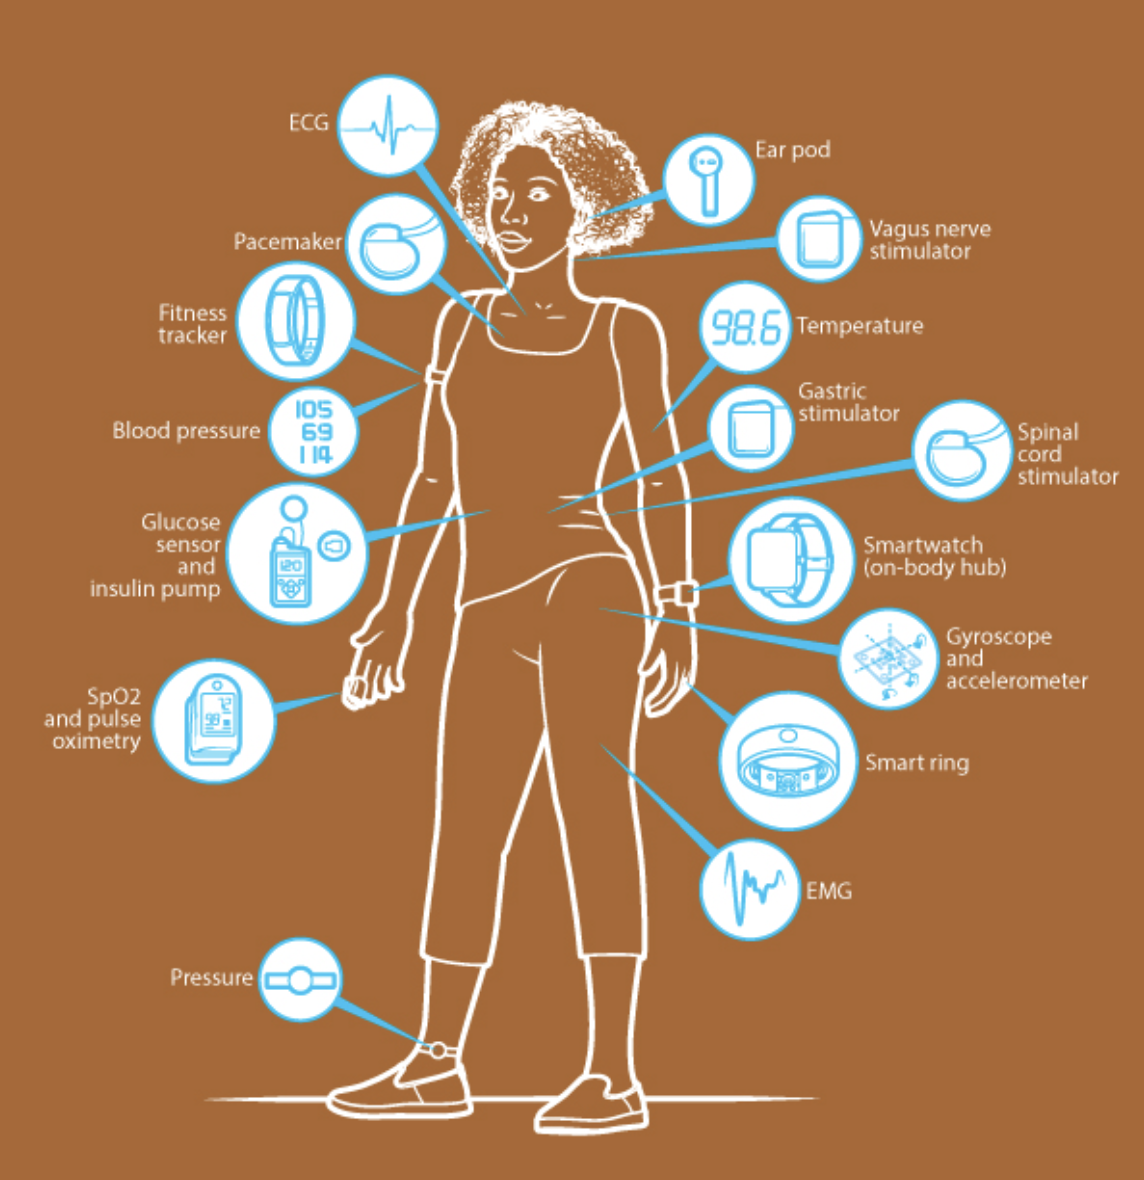 ECG
Ear pod
Pacemaker
Vagus nerve
stimulator
Fitness
tracker
98.6
Temperature
Blood pressure
105
69
114
Gastric
stimulator
Spinal
cord
stimulator
Glucose
sensor
and
insulin pump
120
Smartwatch
(on-body hub)
Gyroscope
and
accelerometer
SpO2
and pulse
oximetry
72
98
Smart ring
EMG
Pressure